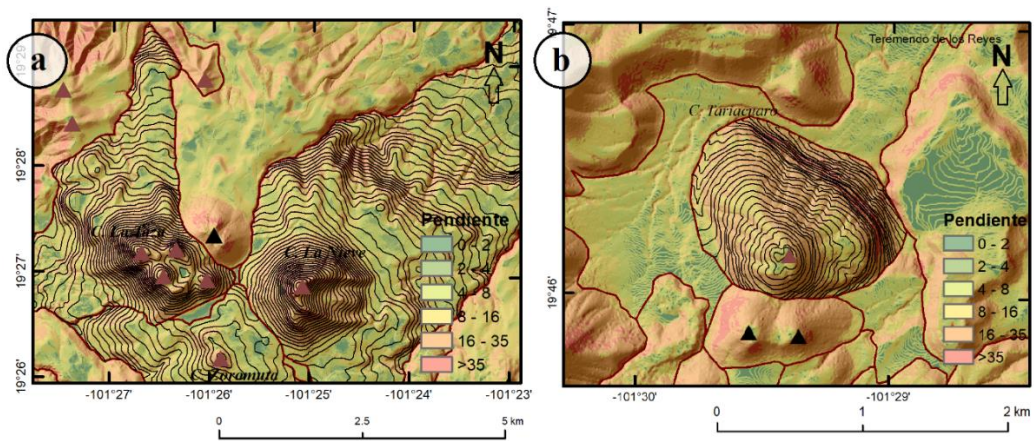 a
N
19°29
19°28'
19°27'
19°26'
C. La Nieve
Pendiente
0 - 2
2 - 4
4 - 8
8 - 16
16 - 35
>35
-101°27'
-101°26'
-101°25'
-101°24'
-101°23'
0
2.5
5 km
b
19°47'
Teremendo de los Reyes
N
C. Tariacuaro
19°46'
Pendiente
0 - 2
2 - 4
4 - 8
8 - 16
16 - 35
>35
-101°30'
-101°29'
0
1
2 km